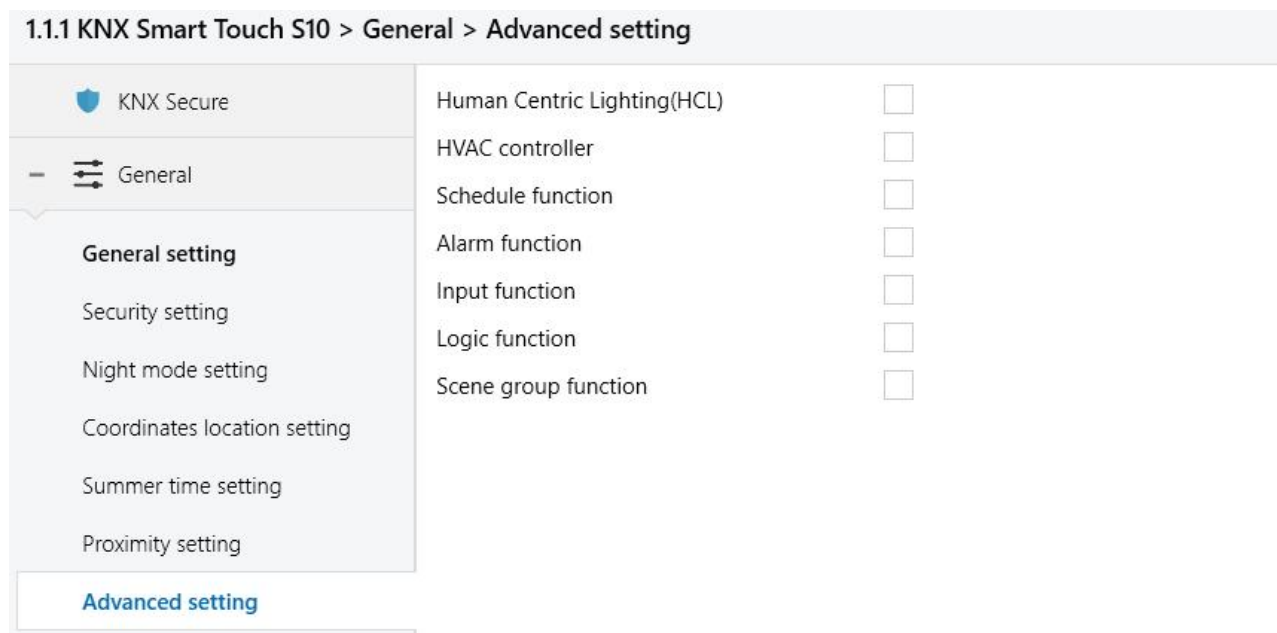 1.1.1 KNX Smart Touch S10 > General > Advanced setting
KNX Secure
General
General setting
Security setting
Night mode setting
Coordinates location setting
Summer time setting
Proximity setting
Advanced setting
Human Centric Lighting(HCL)
HVAC controller
Schedule function
Alarm function
Input function
Logic function
Scene group function